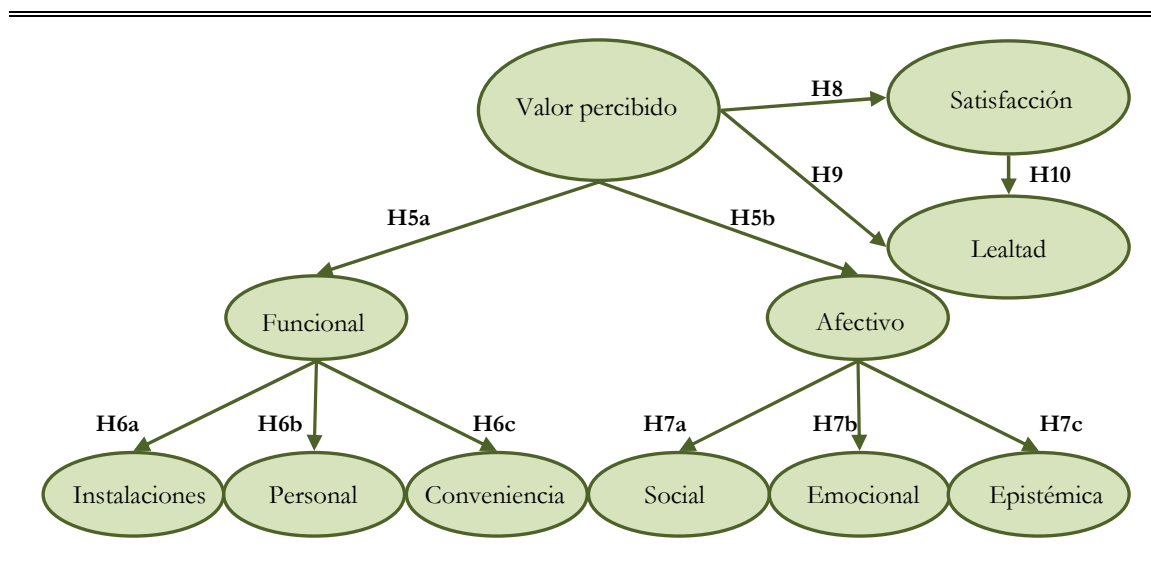 Valor percibido
H8
Satisfacción
H9
H10
Lealtad
H5a
H5b
Funcional
Afectivo
H6a
H6b
H6c
H7a
H7b
H7c
Instalaciones
Personal
Conveniencia
Social
Emocional
Epistémica